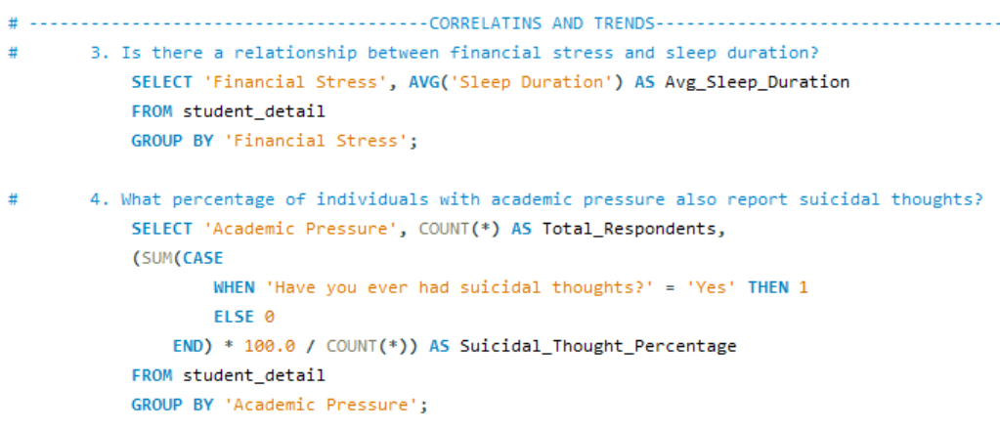 # ---------------------------------------CORRELATINS AND TRENDS----------------------------------
# 3. Is there a relationship between financial stress and sleep duration?
SELECT 'Financial Stress', AVG('Sleep Duration') AS Avg_Sleep_Duration
FROM student_detail
GROUP BY 'Financial Stress';
# 4. What percentage of individuals with academic pressure also report suicidal thoughts?
SELECT 'Academic Pressure', COUNT(*) AS Total_Respondents,
(SUM(CASE
WHEN 'Have you ever had suicidal thoughts?' = 'Yes' THEN 1
ELSE 0
END) * 100.0 / COUNT(*)) AS Suicidal_Thought_Percentage
FROM student_detail
GROUP BY 'Academic Pressure';